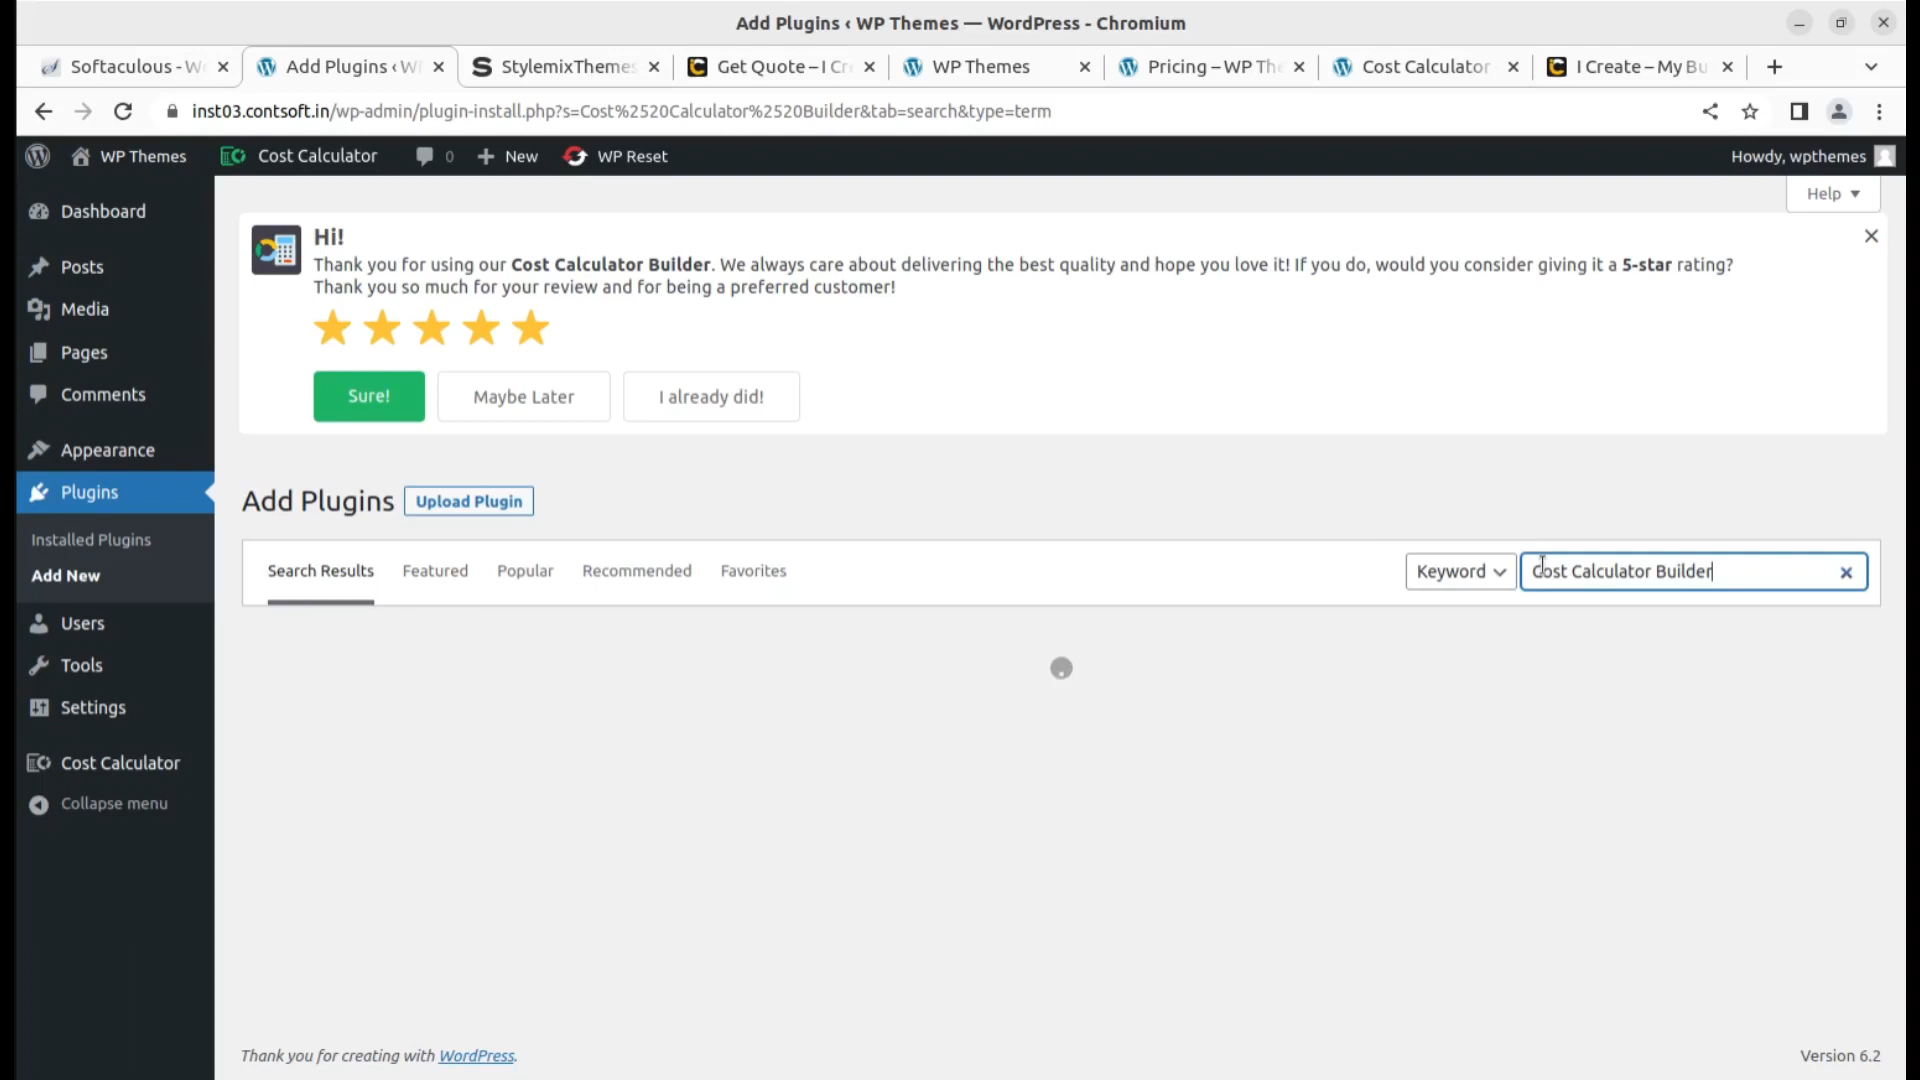 Add Plugins ‹ WP Themes — WordPress - Chromium
Softaculous - W
Add Plugins ‹ W
StylemixThemes
Get Quote – I Cr
WP Themes
Pricing – WP The
Cost Calculator
I Create – My Bu
inst03.contsoft.in/wp-admin/plugin-install.php?s=Cost%2520Calculator%2520Builder&tab=search&type=term
WP Themes
Cost Calculator
0
New
WP Reset
Howdy, wpthemes
Help
Dashboard
Posts
Media
Pages
Comments
Appearance
Plugins
Installed Plugins
Add New
Users
Tools
Settings
Cost Calculator
Collapse menu
Hi!
Thank you for using our Cost Calculator Builder. We always care about delivering the best quality and hope you love it! If you do, would you consider giving it a 5-star rating?
Thank you so much for your review and for being a preferred customer!
Sure!
Maybe Later
I already did!
Add Plugins
Upload Plugin
Search Results
Featured
Popular
Recommended
Favorites
Keyword
Cost Calculator Builder
Thank you for creating with WordPress.
Version 6.2